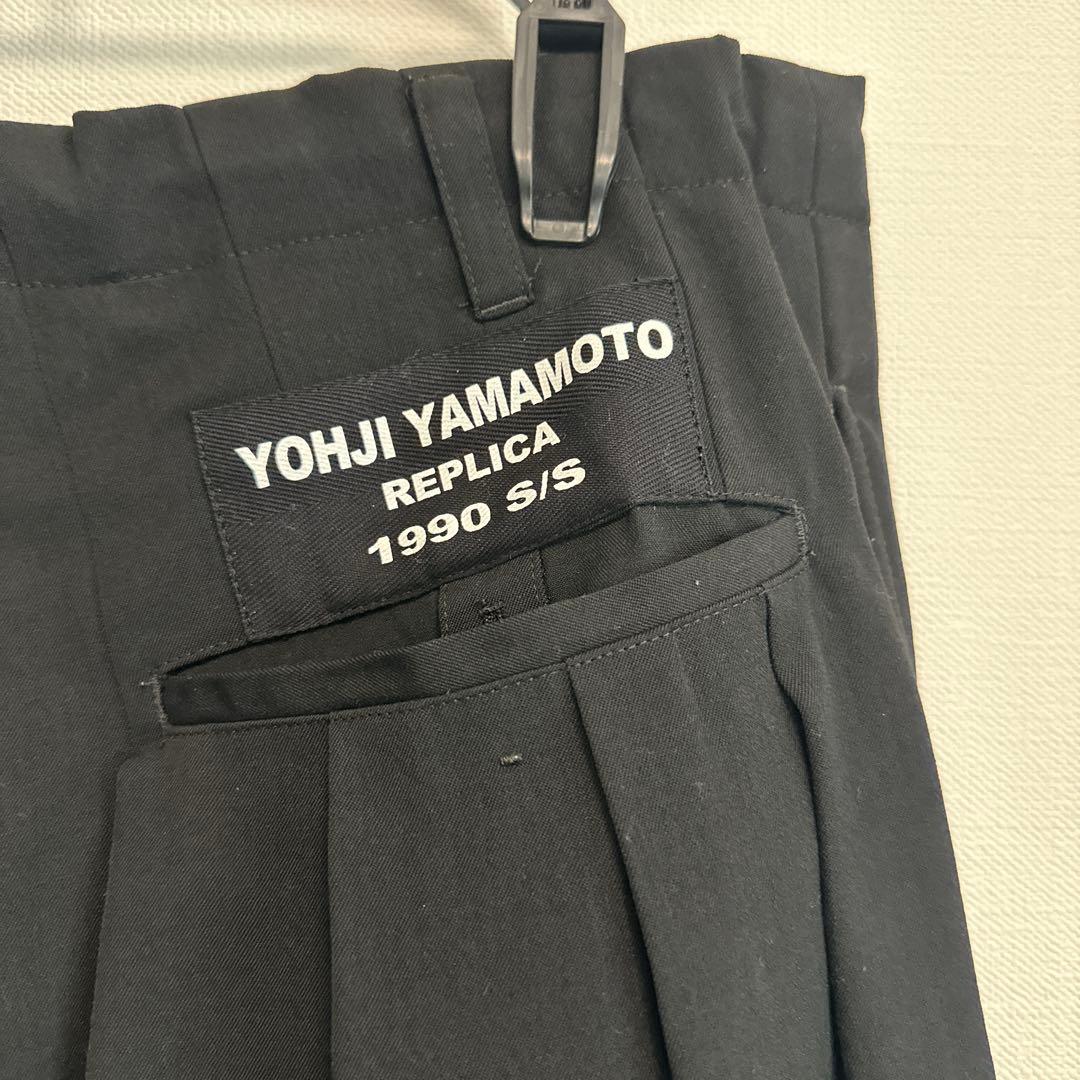 YOHJI YAMAMOTO
REPLICA
1990 S/S